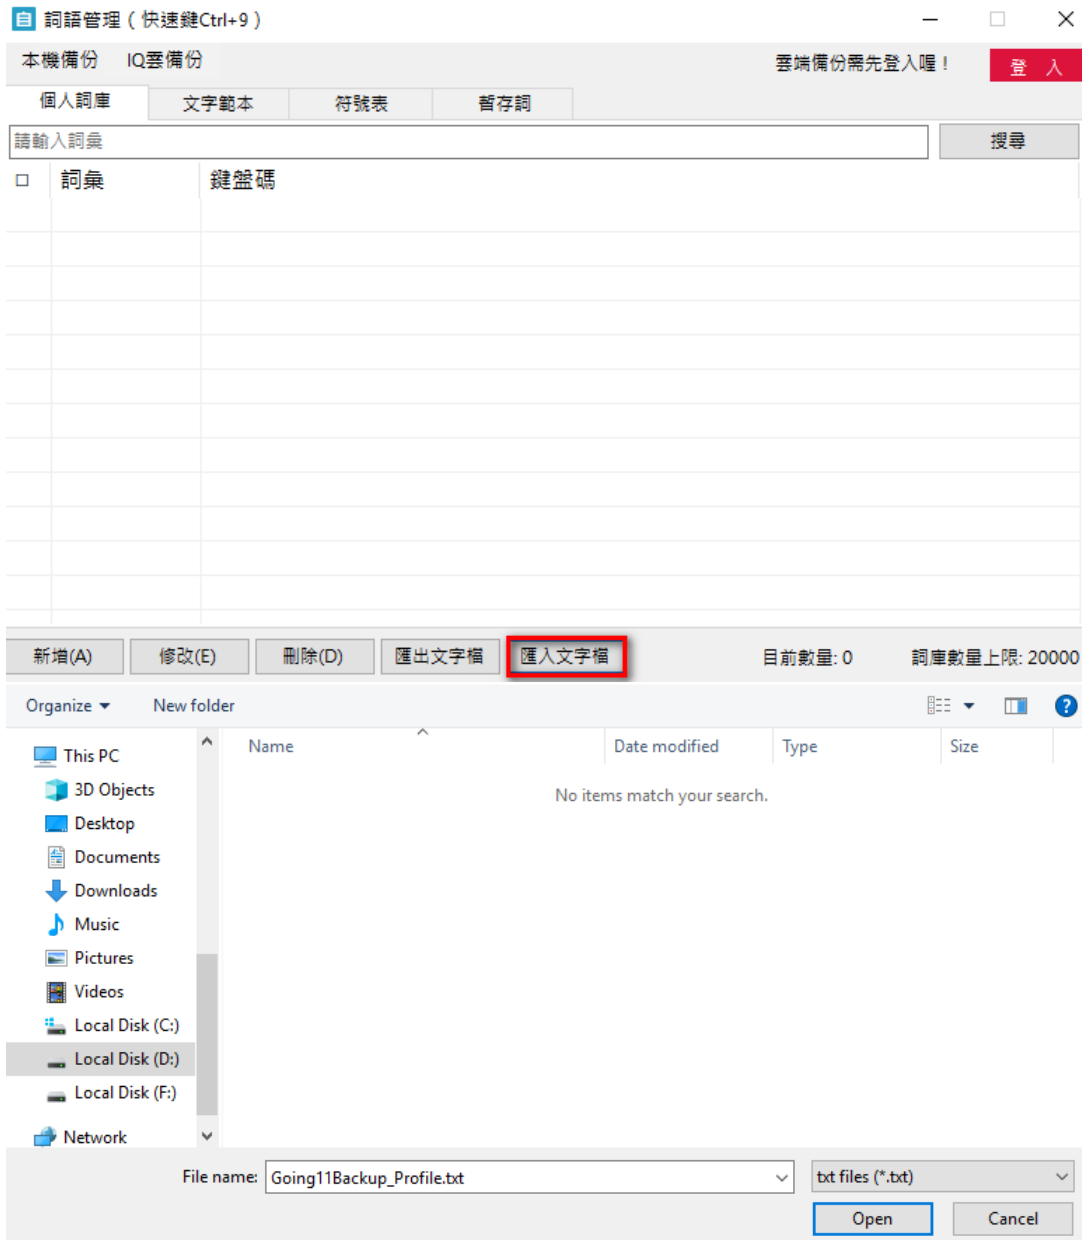 自 詞語管理（快速鍵Ctrl+9）
本機備份 IQ雲備份 雲端備份需先登入喔！ 登 入
個人詞庫 文字範本 符號表 暫存詞
請輸入詞彙 搜尋
詞彙 鍵盤碼
新增(A) 修改(E) 刪除(D) 匯出文字檔 匯入文字檔 目前數量: 0 詞庫數量上限: 20000
Organize New folder ?
Name Date modified Type Size
No items match your search.
This PC
3D Objects
Desktop
Documents
Downloads
Music
Pictures
Videos
Local Disk (C:)
Local Disk (D:)
Local Disk (F:)
Network
File name: Going11Backup_Profile.txt txt files (*.txt)
Open Cancel